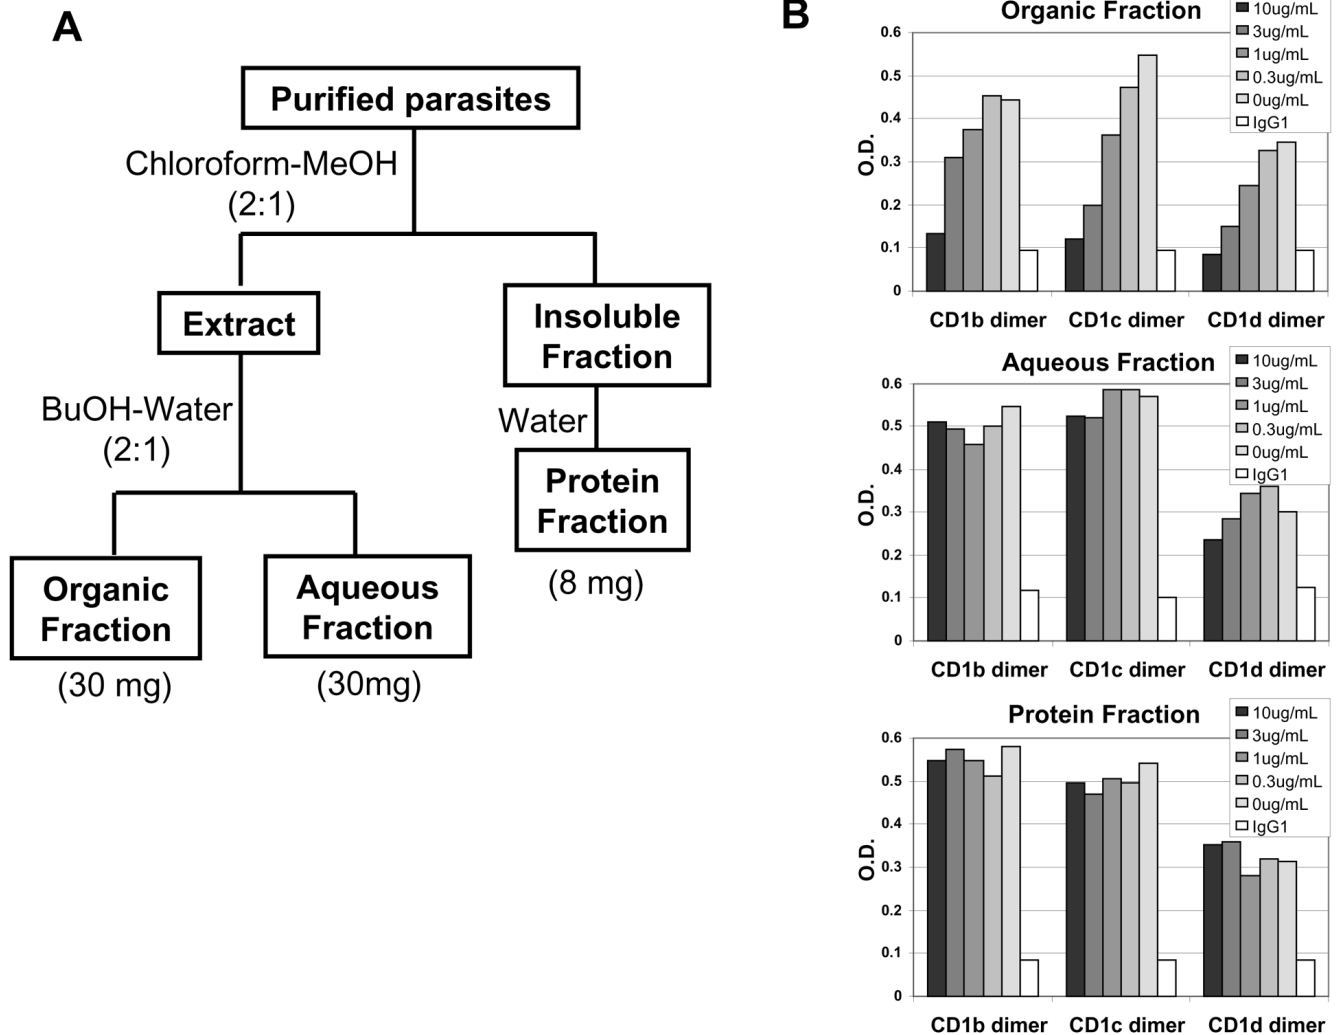 A
Purified parasites
Chloroform-MeOH
(2:1)
Extract
Insoluble
Fraction
BuOH-Water
(2:1)
Water
Protein
Fraction
(8 mg)
Organic
Fraction
(30 mg)
Aqueous
Fraction
(30mg)
B
Organic Fraction
10ug/mL
3ug/mL
1ug/mL
0.3ug/mL
0ug/mL
IgG1
O.D.
0.6
0.5
0.4
0.3
0.2
0.1
0
CD1b dimer CD1c dimer CD1d dimer
Aqueous Fraction
10ug/mL
3ug/mL
1ug/mL
0.3ug/mL
0ug/mL
IgG1
O.D.
0.6
0.5
0.4
0.3
0.2
0.1
0
CD1b dimer CD1c dimer CD1d dimer
Protein Fraction
10ug/mL
3ug/mL
1ug/mL
0.3ug/mL
0ug/mL
IgG1
O.D.
0.6
0.5
0.4
0.3
0.2
0.1
0
CD1b dimer CD1c dimer CD1d dimer